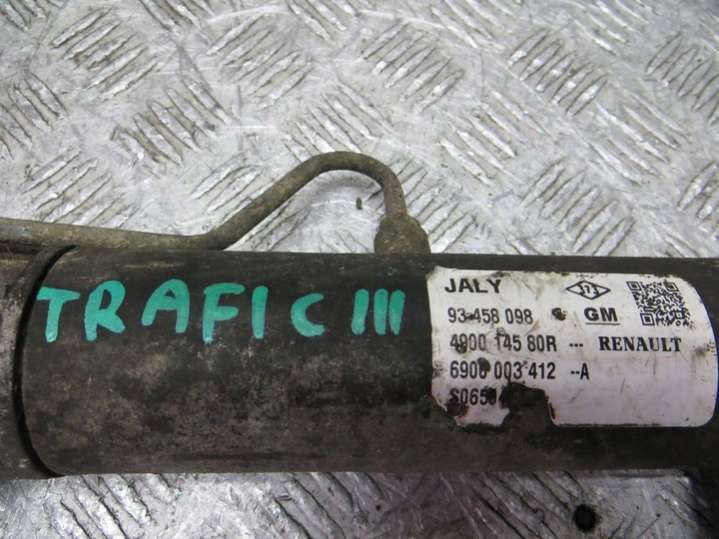 TRAFIC III
JALY
93 458 098 GM
4900 145 80R --- RENAULT
6900 003 412 --A